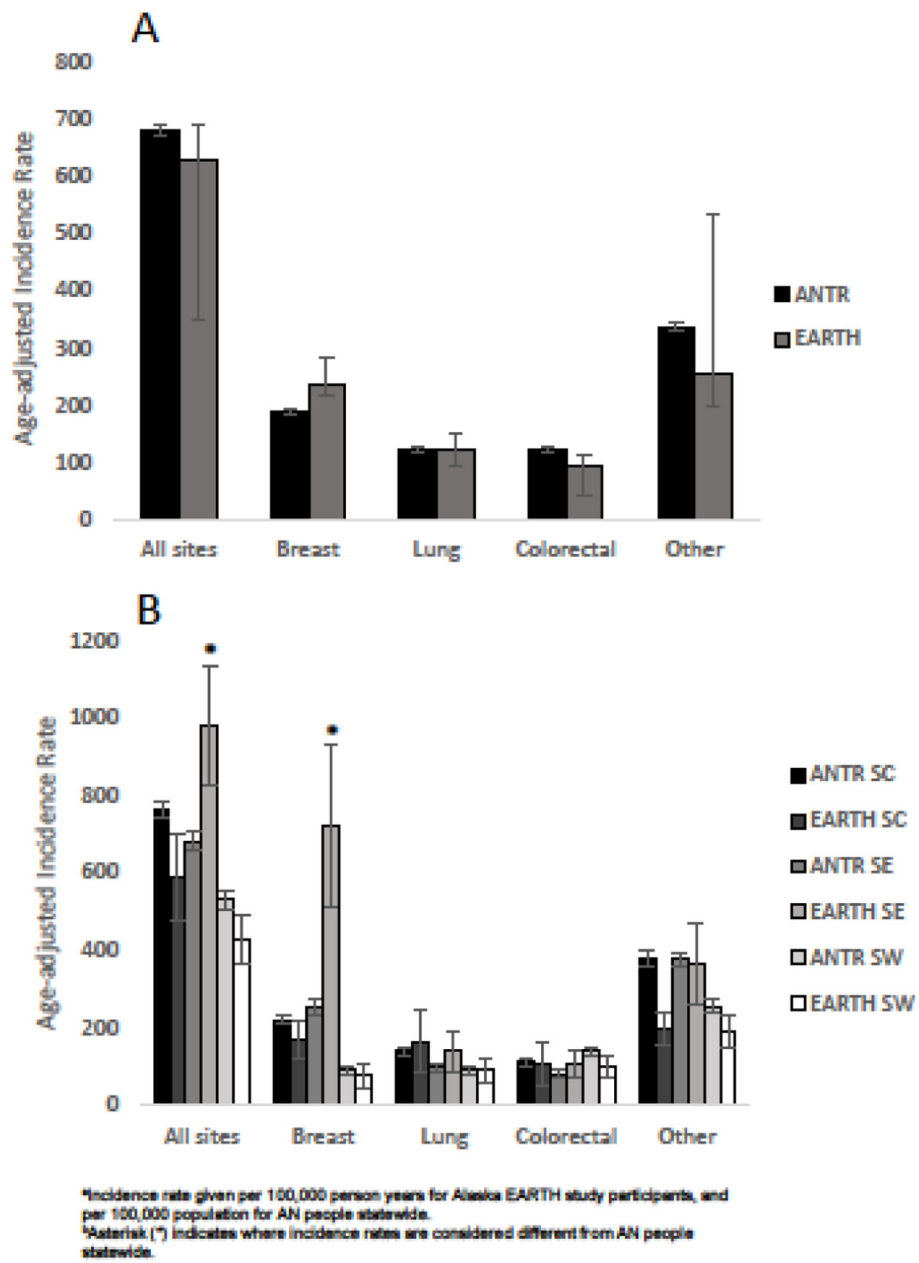 A
800
700
600
500
400
300
200
100
0
Age-adjusted Incidence Rate
All sites Breast Lung Colorectal Other
ANTR
EARTH
B
1200
1000
800
600
400
200
0
Age-adjusted Incidence Rate
*
*
All sites Breast Lung Colorectal Other
ANTR SC
EARTH SC
ANTR SE
EARTH SE
ANTR SW
EARTH SW
ᵃIncidence rate given per 100,000 person years for Alaska EARTH study participants, and
per 100,000 population for AN people statewide.
ᵇAsterisk (*) indicates where incidence rates are considered different from AN people
statewide.